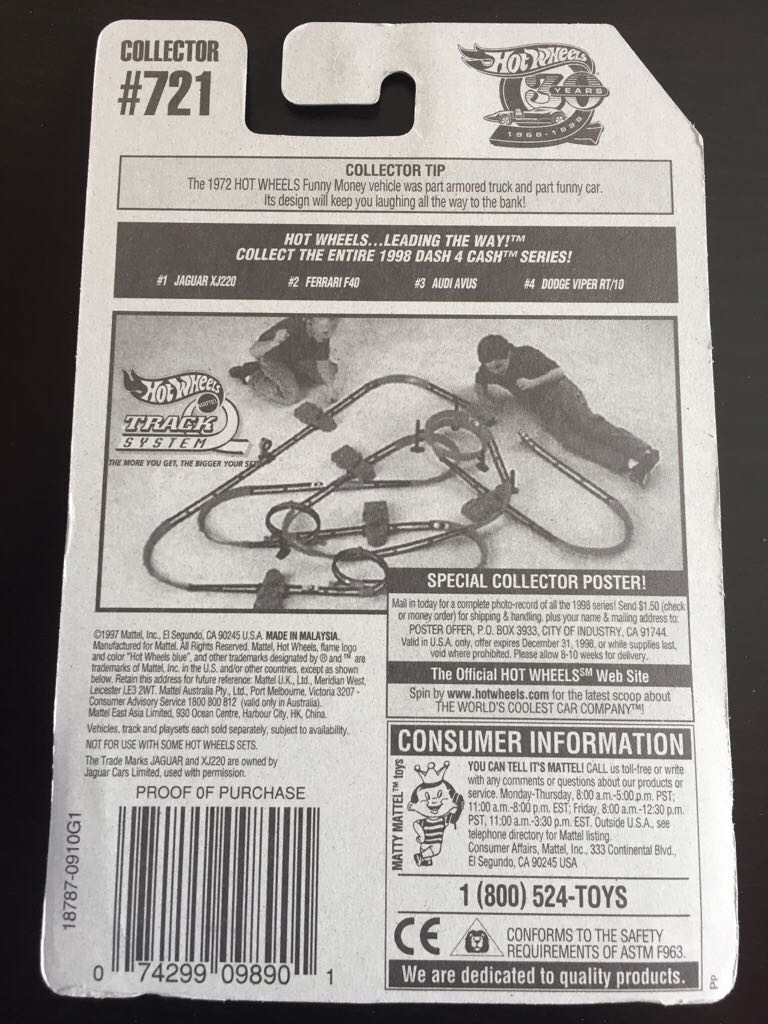 COLLECTOR
#721
HOT WHEELS
30
YEARS
1968-1998
COLLECTOR TIP
The 1972 HOT WHEELS Funny Money vehicle was part armored truck and part funny car.
Its design will keep you laughing all the way to the bank!
HOT WHEELS...LEADING THE WAY!™
COLLECT THE ENTIRE 1998 DASH 4 CASH™ SERIES!
#1 JAGUAR XJ220 #2 FERRARI F40 #3 AUDI AVUS #4 DODGE VIPER RT/10
HOT WHEELS
MATTEL
TRACK
SYSTEM
THE MORE YOU GET, THE BIGGER YOUR SET
SPECIAL COLLECTOR POSTER!
Mail in today for a complete photo-record of all the 1998 series! Send $1.50 (check
or money order) for shipping & handling, plus your name & mailing address to:
POSTER OFFER, P.O. BOX 3933, CITY OF INDUSTRY, CA 91744.
Valid in U.S.A. only, offer expires December 31, 1998, or while supplies last,
void where prohibited. Please allow 8-10 weeks for delivery.
The Official HOT WHEELS℠ Web Site
Spin by www.hotwheels.com for the latest scoop about
THE WORLD'S COOLEST CAR COMPANY™!
©1997 Mattel, Inc., El Segundo, CA 90245 U.S.A. MADE IN MALAYSIA.
Manufactured for Mattel. All Rights Reserved. Mattel, Hot Wheels, flame logo
and color "Hot Wheels blue", and other trademarks designated by ® and ™ are
trademarks of Mattel, Inc. in the U.S. and/or other countries, except as shown
below. Retain this address for future reference: Mattel U.K., Ltd., Meridian West,
Leicester LE3 2WT. Mattel Australia Pty., Ltd., Port Melbourne, Victoria 3207 -
Consumer Advisory Service 1800 800 812 (valid only in Australia).
Mattel East Asia Limited, 930 Ocean Centre, Harbour City, HK, China.
Vehicles, track and playsets each sold separately, subject to availability.
NOT FOR USE WITH SOME HOT WHEELS SETS.
The Trade Marks JAGUAR and XJ220 are owned by
Jaguar Cars Limited, used with permission.
PROOF OF PURCHASE
0 74299 09890 1
18787-0910G1
CONSUMER INFORMATION
MATTY MATTEL™ toys
YOU CAN TELL IT'S MATTEL! CALL us toll-free or write
with any comments or questions about our products or
service. Monday-Thursday, 8:00 a.m.-5:00 p.m. PST;
11:00 a.m.-8:00 p.m. EST; Friday, 8:00 a.m.-12:30 p.m.
PST, 11:00 a.m.-3:30 p.m. EST. Outside U.S.A., see
telephone directory for Mattel listing.
Consumer Affairs, Mattel, Inc., 333 Continental Blvd.,
El Segundo, CA 90245 USA
1 (800) 524-TOYS
CE
CONFORMS TO THE SAFETY
REQUIREMENTS OF ASTM F963.
We are dedicated to quality products.
PP